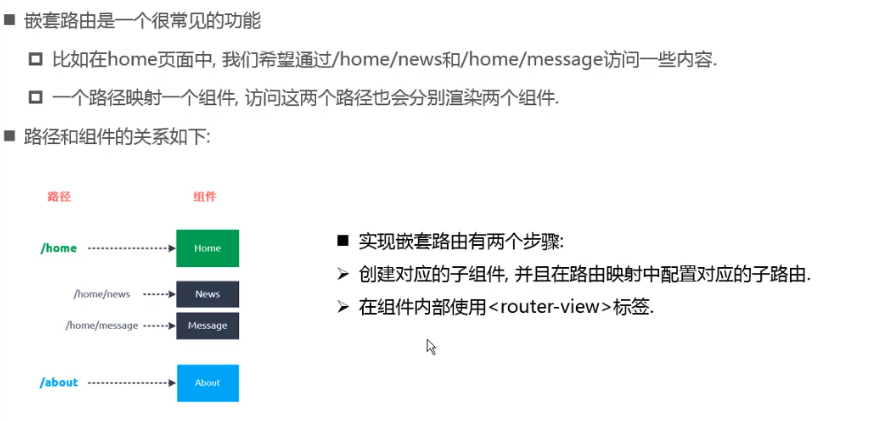 嵌套路由是一个很常见的功能
比如在home页面中, 我们希望通过/home/news和/home/message访问一些内容.
一个路径映射一个组件, 访问这两个路径也会分别渲染两个组件.
路径和组件的关系如下:
路径 组件
/home Home
/home/news News
/home/message Message
/about About
实现嵌套路由有两个步骤:
创建对应的子组件, 并且在路由映射中配置对应的子路由.
在组件内部使用<router-view>标签.